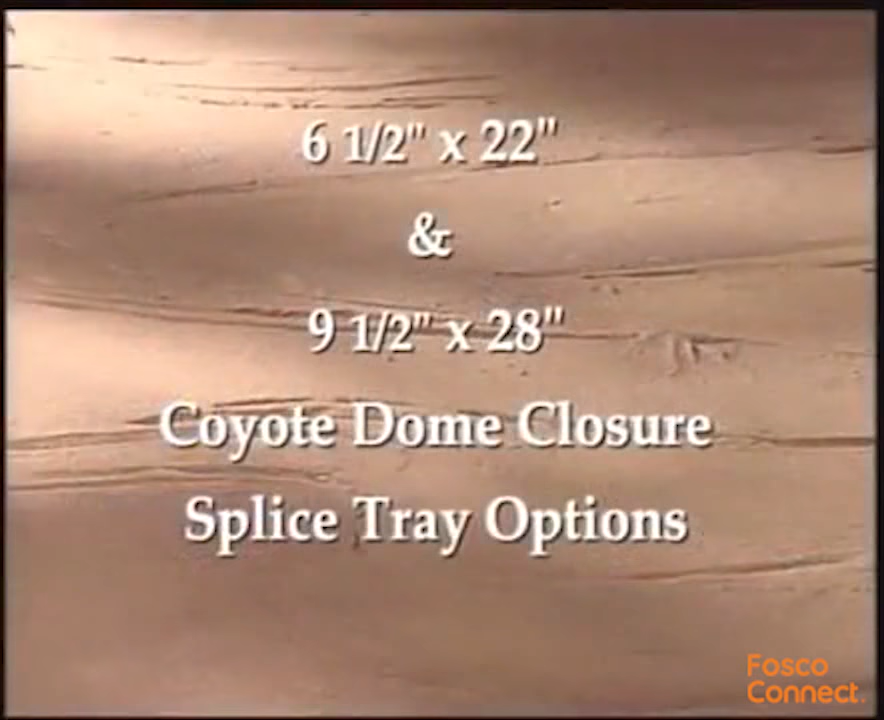 6 1/2" x 22"
&
9 1/2" x 28"
Coyote Dome Closure
Splice Tray Options
Fosco
Connect.